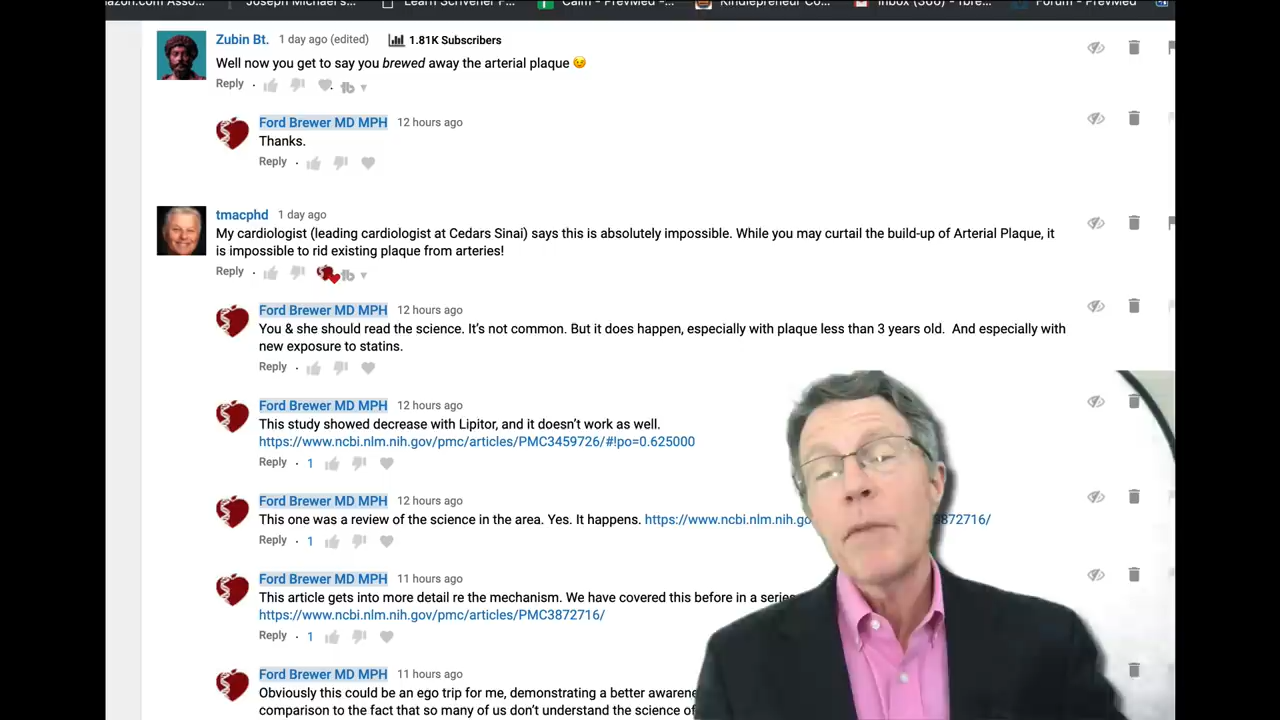 Joseph Michael's...
Learn Scrivener F...
Calm - PrevMed -...
Kindlepreneur Co...
Forum - PrevMed
Zubin Bt. 1 day ago (edited) 1.81K Subscribers
Well now you get to say you brewed away the arterial plaque 😉
Reply
Ford Brewer MD MPH 12 hours ago
Thanks.
Reply
tmacphd 1 day ago
My cardiologist (leading cardiologist at Cedars Sinai) says this is absolutely impossible. While you may curtail the build-up of Arterial Plaque, it
is impossible to rid existing plaque from arteries!
Reply
Ford Brewer MD MPH 12 hours ago
You & she should read the science. It's not common. But it does happen, especially with plaque less than 3 years old. And especially with
new exposure to statins.
Reply
Ford Brewer MD MPH 12 hours ago
This study showed decrease with Lipitor, and it doesn't work as well.
https://www.ncbi.nlm.nih.gov/pmc/articles/PMC3459726/#!po=0.625000
Reply 1
Ford Brewer MD MPH 12 hours ago
This one was a review of the science in the area. Yes. It happens. https://www.ncbi.nlm.nih.go 872716/
Reply 1
Ford Brewer MD MPH 11 hours ago
This article gets into more detail re the mechanism. We have covered this before in a series
https://www.ncbi.nlm.nih.gov/pmc/articles/PMC3872716/
Reply 1
Ford Brewer MD MPH 11 hours ago
Obviously this could be an ego trip for me, demonstrating a better
comparison to the fact that so many of us don't understand the science of